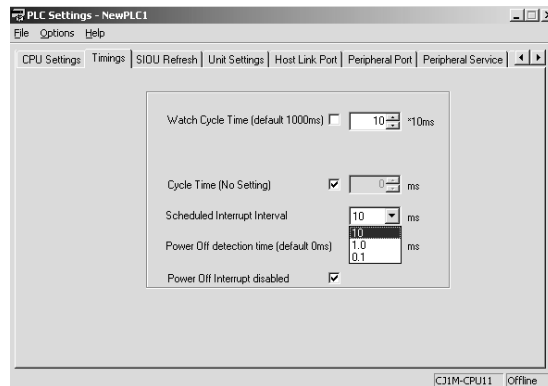 PLC Settings - NewPLC1
File Options Help
CPU Settings Timings SIOU Refresh Unit Settings Host Link Port Peripheral Port Peripheral Service
Watch Cycle Time (default 1000ms) 10 *10ms
Cycle Time (No Setting) 0 ms
Scheduled Interrupt Interval 10 ms
10
Power Off detection time (default 0ms) 1.0 ms
0.1
Power Off Interrupt disabled
CJ1M-CPU11 Offline